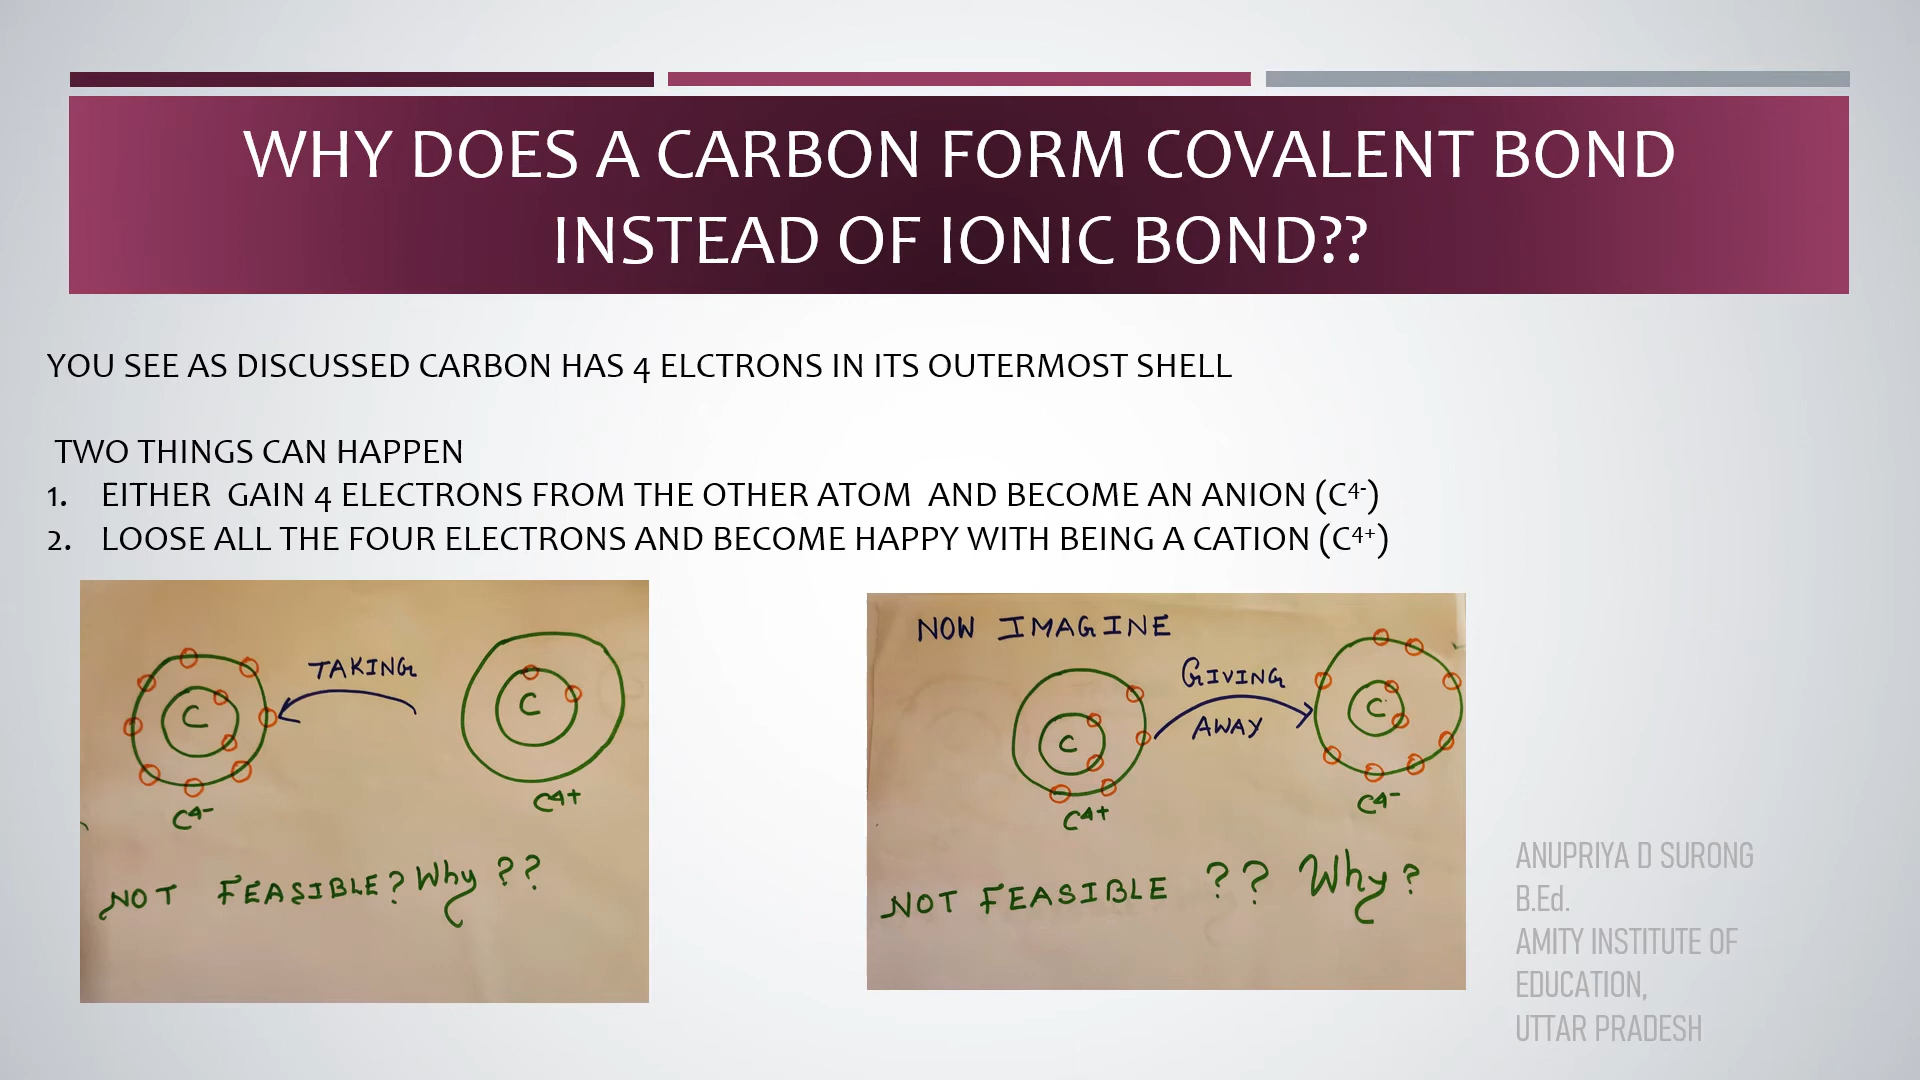 WHY DOES A CARBON FORM COVALENT BOND
INSTEAD OF IONIC BOND??
YOU SEE AS DISCUSSED CARBON HAS 4 ELCTRONS IN ITS OUTERMOST SHELL
TWO THINGS CAN HAPPEN
1. EITHER GAIN 4 ELECTRONS FROM THE OTHER ATOM AND BECOME AN ANION (C⁴⁻)
2. LOOSE ALL THE FOUR ELECTRONS AND BECOME HAPPY WITH BEING A CATION (C⁴⁺)
TAKING
C
C
C⁴⁻
C⁴⁺
NOT FEASIBLE? Why ??
NOW IMAGINE
GIVING
AWAY
C
C
C⁴⁺
C⁴⁻
NOT FEASIBLE ?? Why?
ANUPRIYA D SURONG
B.Ed.
AMITY INSTITUTE OF
EDUCATION,
UTTAR PRADESH